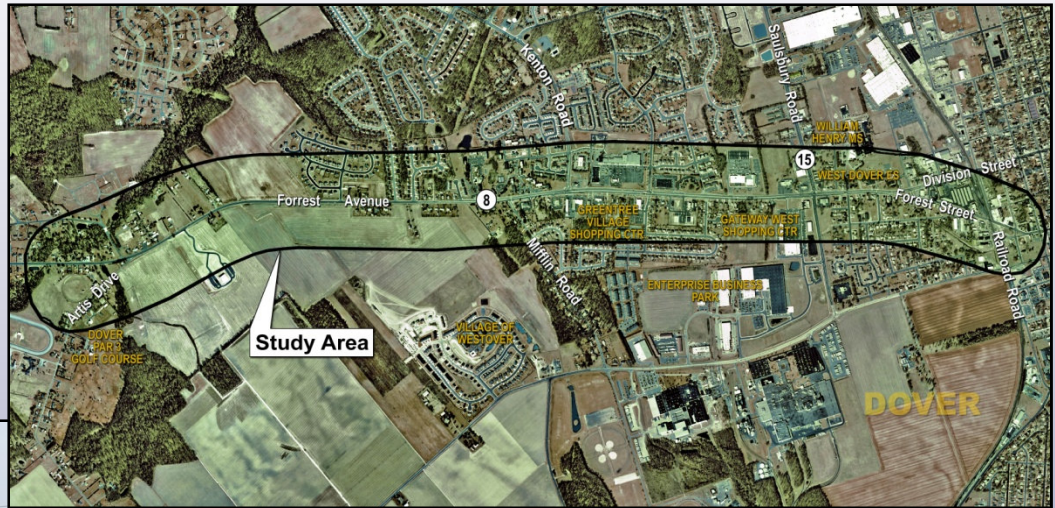 Kenton Road
Saulsbury Road
WILLIAM
HENRY MS
15
WEST DOVER ES
Division Street
Forrest Avenue
8
GREENTREE
VILLAGE
SHOPPING CTR
GATEWAY WEST
SHOPPING CTR
Forest Street
Railroad Road
Mifflin Road
Artis Drive
ENTERPRISE BUSINESS
PARK
DOVER
PAR 3
GOLF COURSE
Study Area
VILLAGE OF
WESTOVER
DOVER